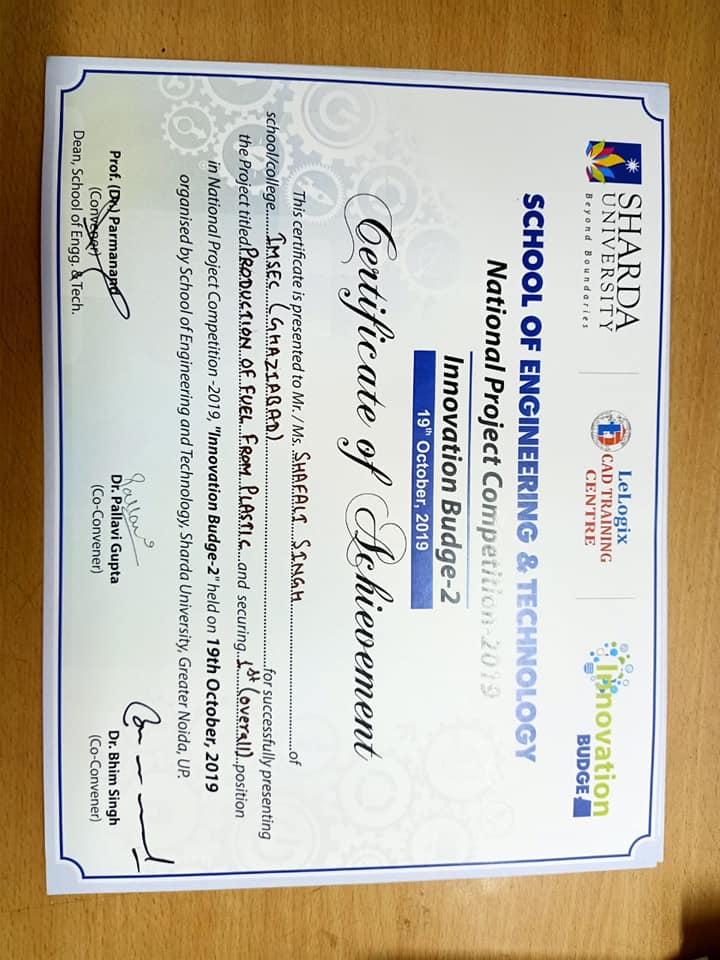 SHARDA
UNIVERSITY
Beyond Boundaries
LeLogix
CAD TRAINING
CENTRE
Innovation
BUDGET
SCHOOL OF ENGINEERING & TECHNOLOGY
National Project Competition-2019
Innovation Budge-2
19th October, 2019
Certificate of Achievement
This certificate is presented to Mr. / Ms. SHAFALI SINGH of
school/college IMSEC (GHAZIABAD) for successfully presenting
the Project titled PRODUCTION OF FUEL FROM PLASTIC and securing 1st (overall) position
in National Project Competition -2019, "Innovation Budge-2" held on 19th October, 2019
organised by School of Engineering and Technology, Sharda University, Greater Noida, UP.
Prof. (Dr.) Parmanand
(Convener)
Dean, School of Engg. & Tech.
Pallavi
Dr. Pallavi Gupta
(Co-Convener)
Dr. Bhim Singh
(Co-Convener)